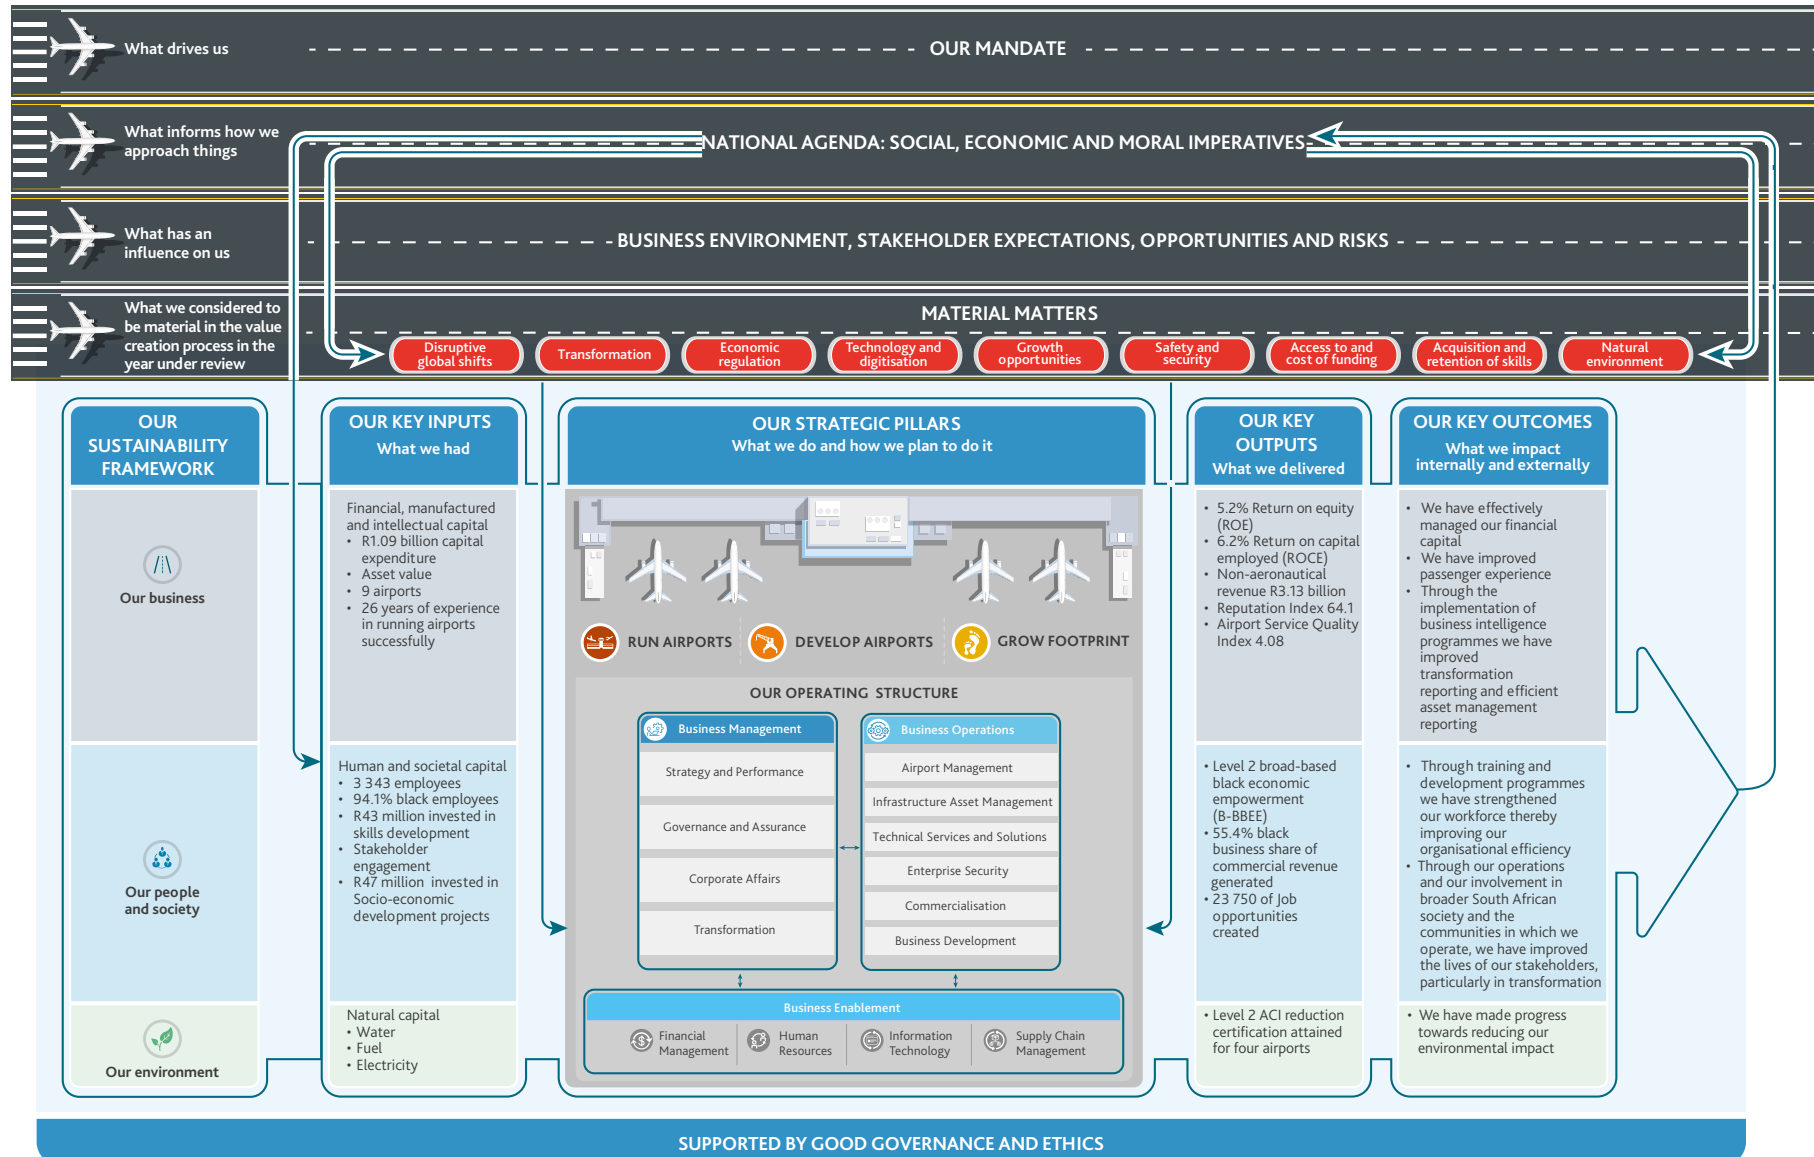 What drives us
OUR MANDATE
What informs how we
approach things
NATIONAL AGENDA: SOCIAL, ECONOMIC AND MORAL IMPERATIVES
What has an
influence on us
BUSINESS ENVIRONMENT, STAKEHOLDER EXPECTATIONS, OPPORTUNITIES AND RISKS
What we considered to
be material in the value
creation process in the
year under review
MATERIAL MATTERS
Disruptive
global shifts
Transformation
Economic
regulation
Technology and
digitisation
Growth
opportunities
Safety and
security
Access to and
cost of funding
Acquisition and
retention of skills
Natural
environment
OUR
SUSTAINABILITY
FRAMEWORK
Our business
Our people
and society
Our environment
OUR KEY INPUTS
What we had
Financial, manufactured
and intellectual capital
• R1.09 billion capital
expenditure
• Asset value
• 9 airports
• 26 years of experience
in running airports
successfully
Human and societal capital
• 3 343 employees
• 94.1% black employees
• R43 million invested in
skills development
• Stakeholder
engagement
• R47 million invested in
Socio-economic
development projects
Natural capital
• Water
• Fuel
• Electricity
OUR STRATEGIC PILLARS
What we do and how we plan to do it
RUN AIRPORTS
DEVELOP AIRPORTS
GROW FOOTPRINT
OUR OPERATING STRUCTURE
Business Management
Strategy and Performance
Governance and Assurance
Corporate Affairs
Transformation
Business Operations
Airport Management
Infrastructure Asset Management
Technical Services and Solutions
Enterprise Security
Commercialisation
Business Development
Business Enablement
Financial
Management
Human
Resources
Information
Technology
Supply Chain
Management
OUR KEY
OUTPUTS
What we delivered
• 5.2% Return on equity
(ROE)
• 6.2% Return on capital
employed (ROCE)
• Non-aeronautical
revenue R3.13 billion
• Reputation Index 64.1
• Airport Service Quality
Index 4.08
• Level 2 broad-based
black economic
empowerment
(B-BBEE)
• 55.4% black
business share of
commercial revenue
generated
• 23 750 of Job
opportunities
created
• Level 2 ACI reduction
certification attained
for four airports
OUR KEY OUTCOMES
What we impact
internally and externally
• We have effectively
managed our financial
capital
• We have improved
passenger experience
• Through the
implementation of
business intelligence
programmes we have
improved
transformation
reporting and efficient
asset management
reporting
• Through training and
development programmes
we have strengthened
our workforce thereby
improving our
organisational efficiency
• Through our operations
and our involvement in
broader South African
society and the
communities in which we
operate, we have improved
the lives of our stakeholders,
particularly in transformation
• We have made progress
towards reducing our
environmental impact
SUPPORTED BY GOOD GOVERNANCE AND ETHICS